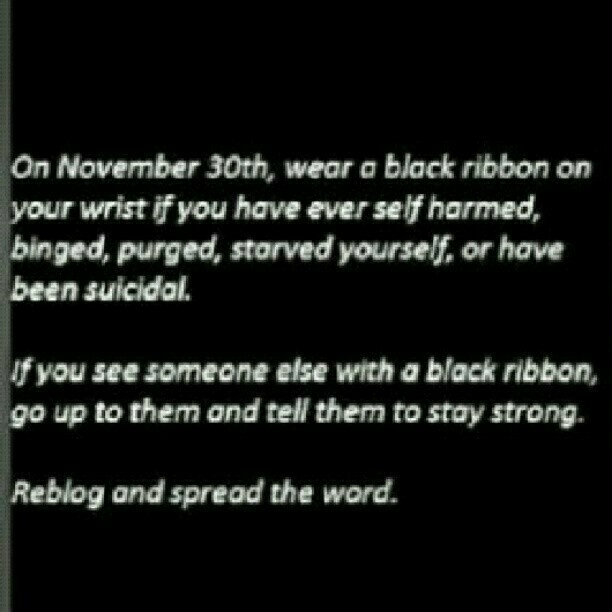 On November 30th, wear a black ribbon on
your wrist if you have ever self harmed,
binged, purged, starved yourself, or have
been suicidal.
If you see someone else with a black ribbon,
go up to them and tell them to stay strong.
Reblog and spread the word.